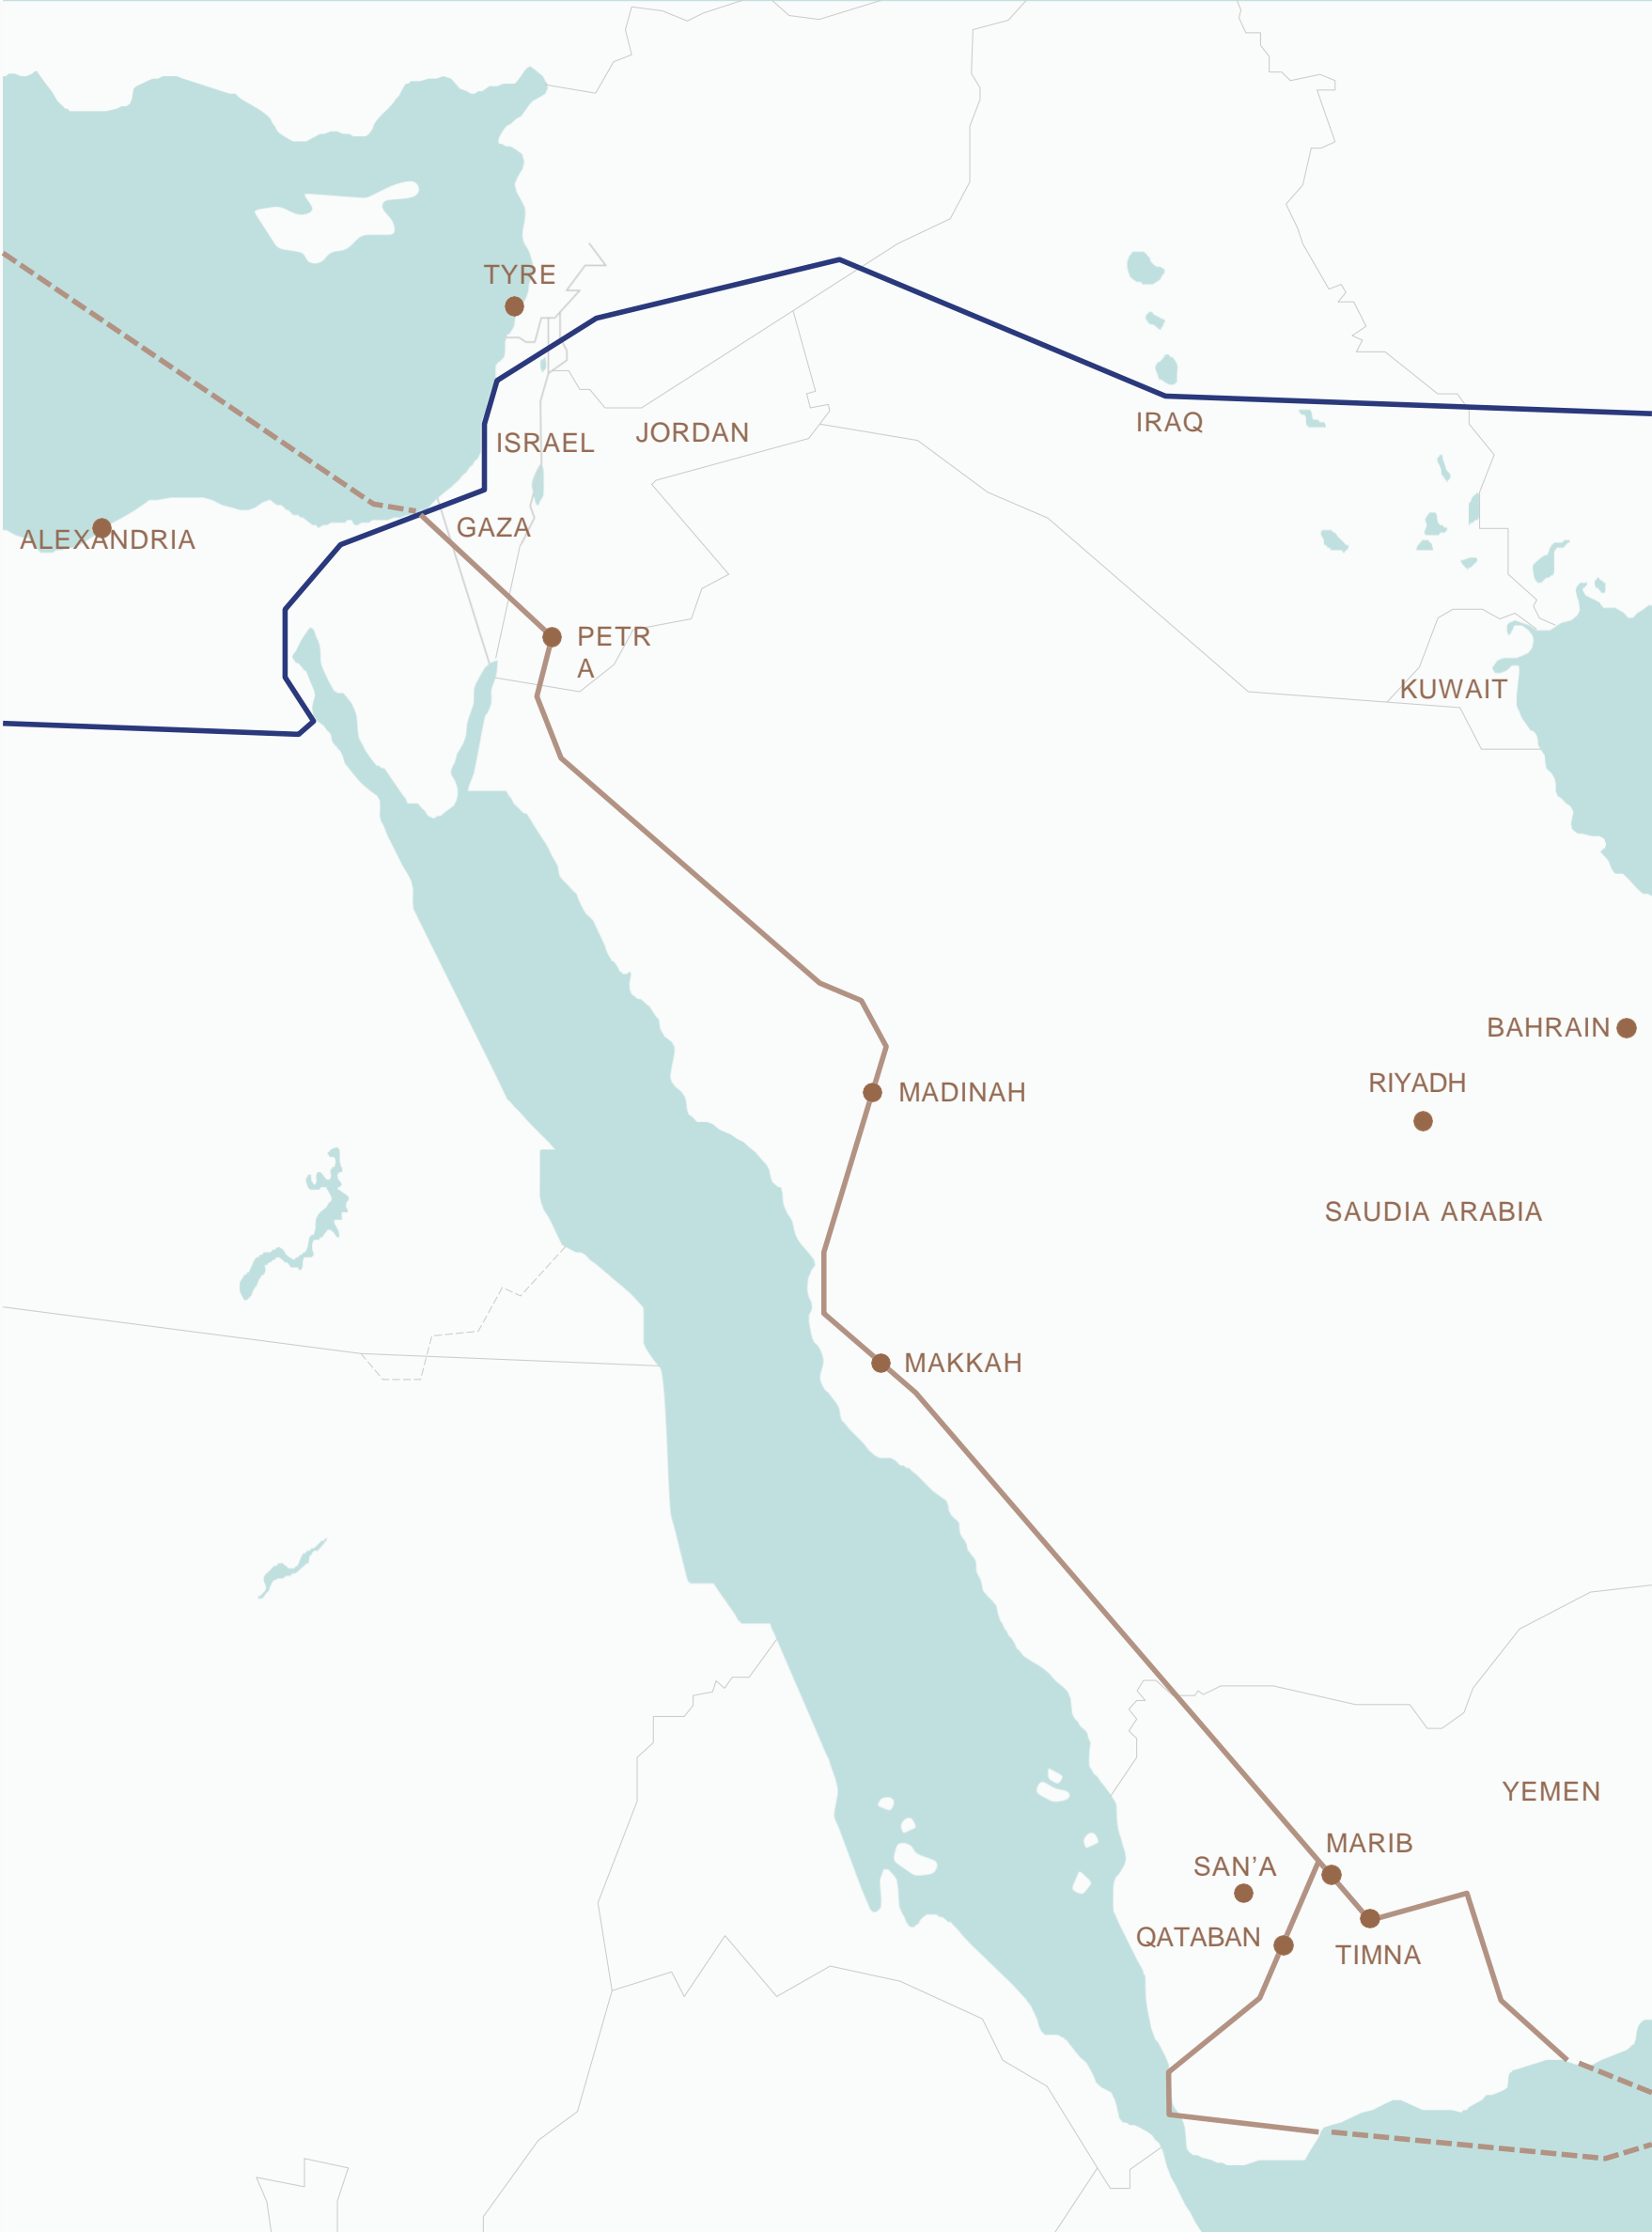 TYRE
IRAQ
JORDAN
ISRAEL
GAZA
ALEXANDRIA
PETR
A
KUWAIT
BAHRAIN
RIYADH
MADINAH
SAUDIA ARABIA
MAKKAH
YEMEN
MARIB
SAN’A
QATABAN
TIMNA